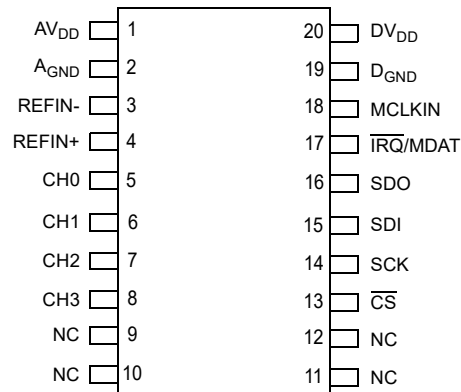 AVDD 1 20 DVDD
AGND 2 19 DGND
REFIN- 3 18 MCLKIN
REFIN+ 4 17 IRQ/MDAT
CH0 5 16 SDO
CH1 6 15 SDI
CH2 7 14 SCK
CH3 8 13 CS
NC 9 12 NC
NC 10 11 NC